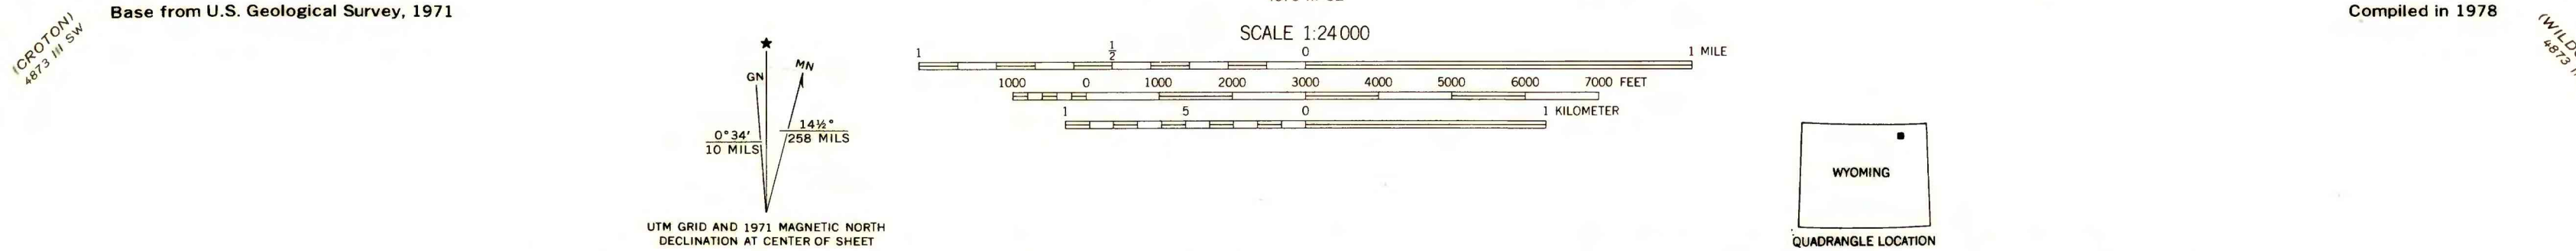 (CROTON)
4873 III SW
Base from U.S. Geological Survey, 1971
SCALE 1:24 000
Compiled in 1978
1 1/2 0 1 MILE
1000 0 1000 2000 3000 4000 5000 6000 7000 FEET
1 5 0 1 KILOMETER
GN MN
0°34'
10 MILS
14½°
258 MILS
UTM GRID AND 1971 MAGNETIC NORTH
DECLINATION AT CENTER OF SHEET
WYOMING
QUADRANGLE LOCATION